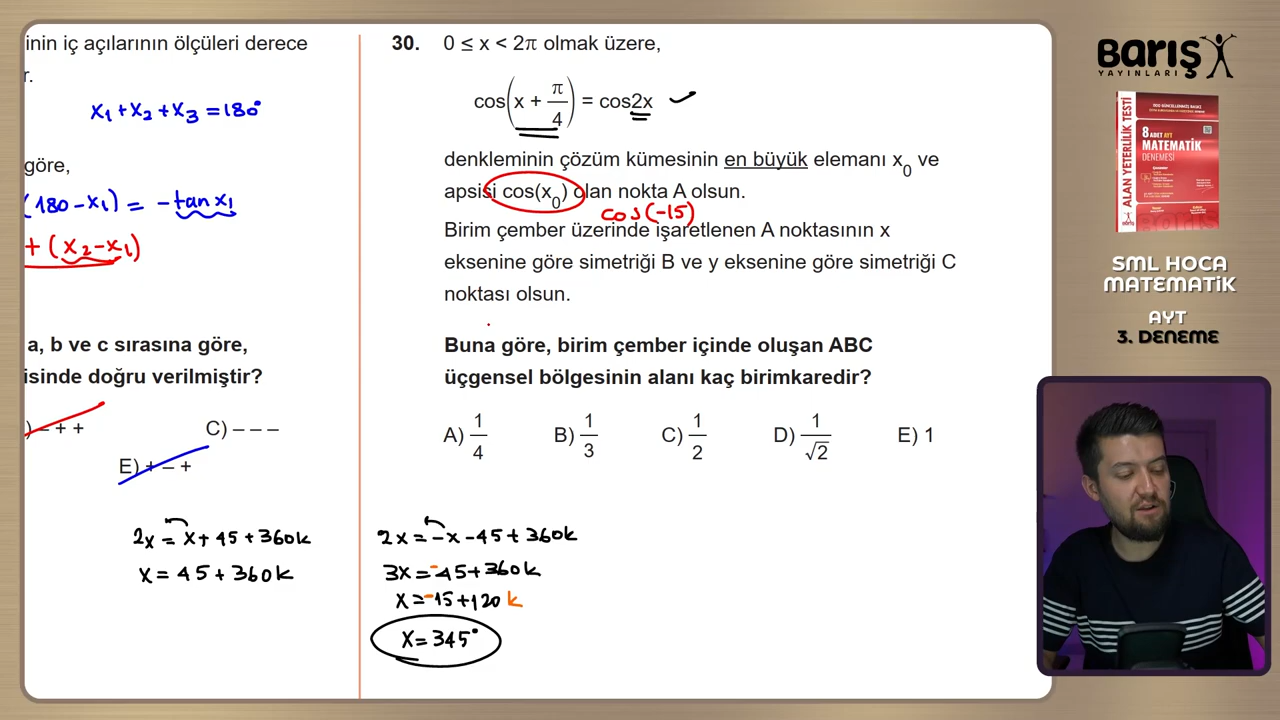 inin iç açılarının ölçüleri derece
r.
x₁+x₂+x₃=180°
göre,
(180-x₁)= -tanx₁
+(x₂-x₁)
a, b ve c sırasına göre,
isinde doğru verilmiştir?
) – + +
C) – – –
E) + – +
2x=x+45+360k
x=45+360k
30. 0 ≤ x < 2π olmak üzere,
cos(x + π/4) = cos2x
denkleminin çözüm kümesinin en büyük elemanı x₀ ve
apsisi cos(x₀) olan nokta A olsun.
cos(-15)
Birim çember üzerinde işaretlenen A noktasının x
eksenine göre simetriği B ve y eksenine göre simetriği C
noktası olsun.
Buna göre, birim çember içinde oluşan ABC
üçgensel bölgesinin alanı kaç birimkaredir?
A) 1/4 B) 1/3 C) 1/2 D) 1/√2 E) 1
2x=-x-45+360k
3x=-45+360k
x=-15+120k
x=345°
BARIŞ
YAYINLARI
ALAN YETERLİLİK TESTİ
8 ADET AYT
MATEMATİK
DENEMESİ
SML HOCA
MATEMATİK
AYT
3. DENEME